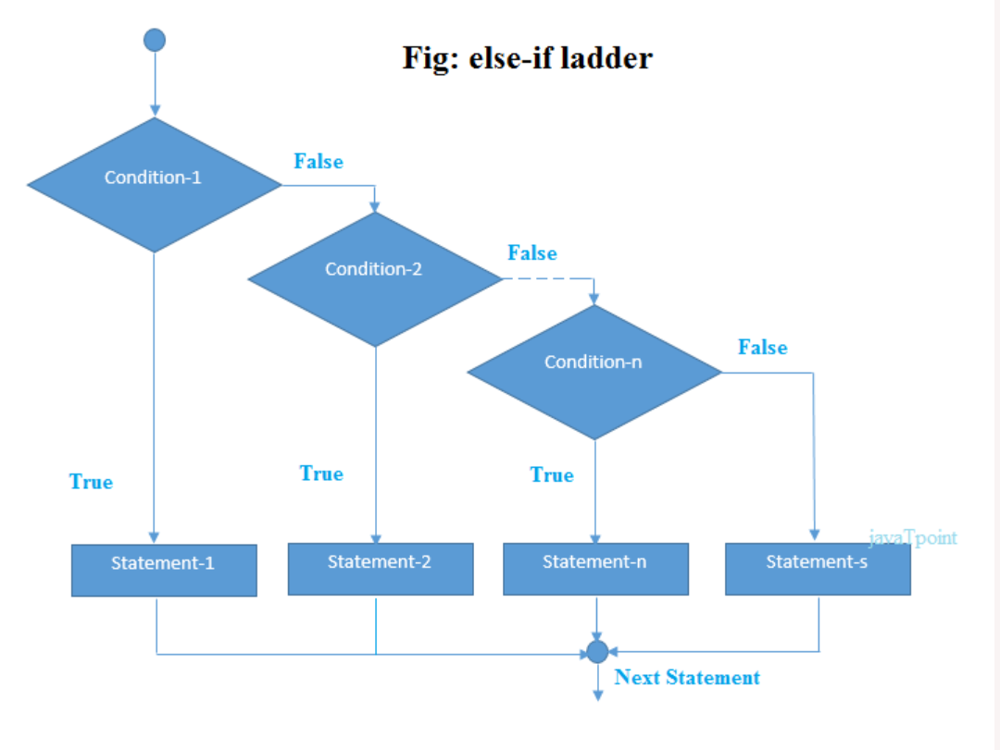 Fig: else-if ladder
Condition-1
False
Condition-2
False
Condition-n
False
True
True
True
javaTpoint
Statement-1
Statement-2
Statement-n
Statement-s
Next Statement